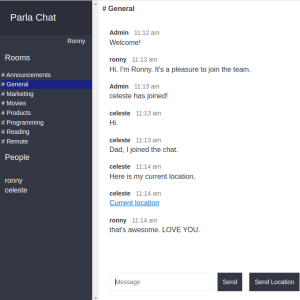 Parla Chat
Ronny
Rooms
# Announcements
# General
# Marketing
# Movies
# Products
# Programming
# Reading
# Remote
People
ronny
celeste
# General
Admin 11:12 am
Welcome!
ronny 11:13 am
Hi. I'm Ronny. It's a pleasure to join the team.
Admin 11:13 am
celeste has joined!
celeste 11:13 am
Hi.
celeste 11:13 am
Dad, I joined the chat.
celeste 11:14 am
Here is my current location.
celeste 11:14 am
Current location
ronny 11:14 am
that's awesome. LOVE YOU.
Message
Send
Send Location